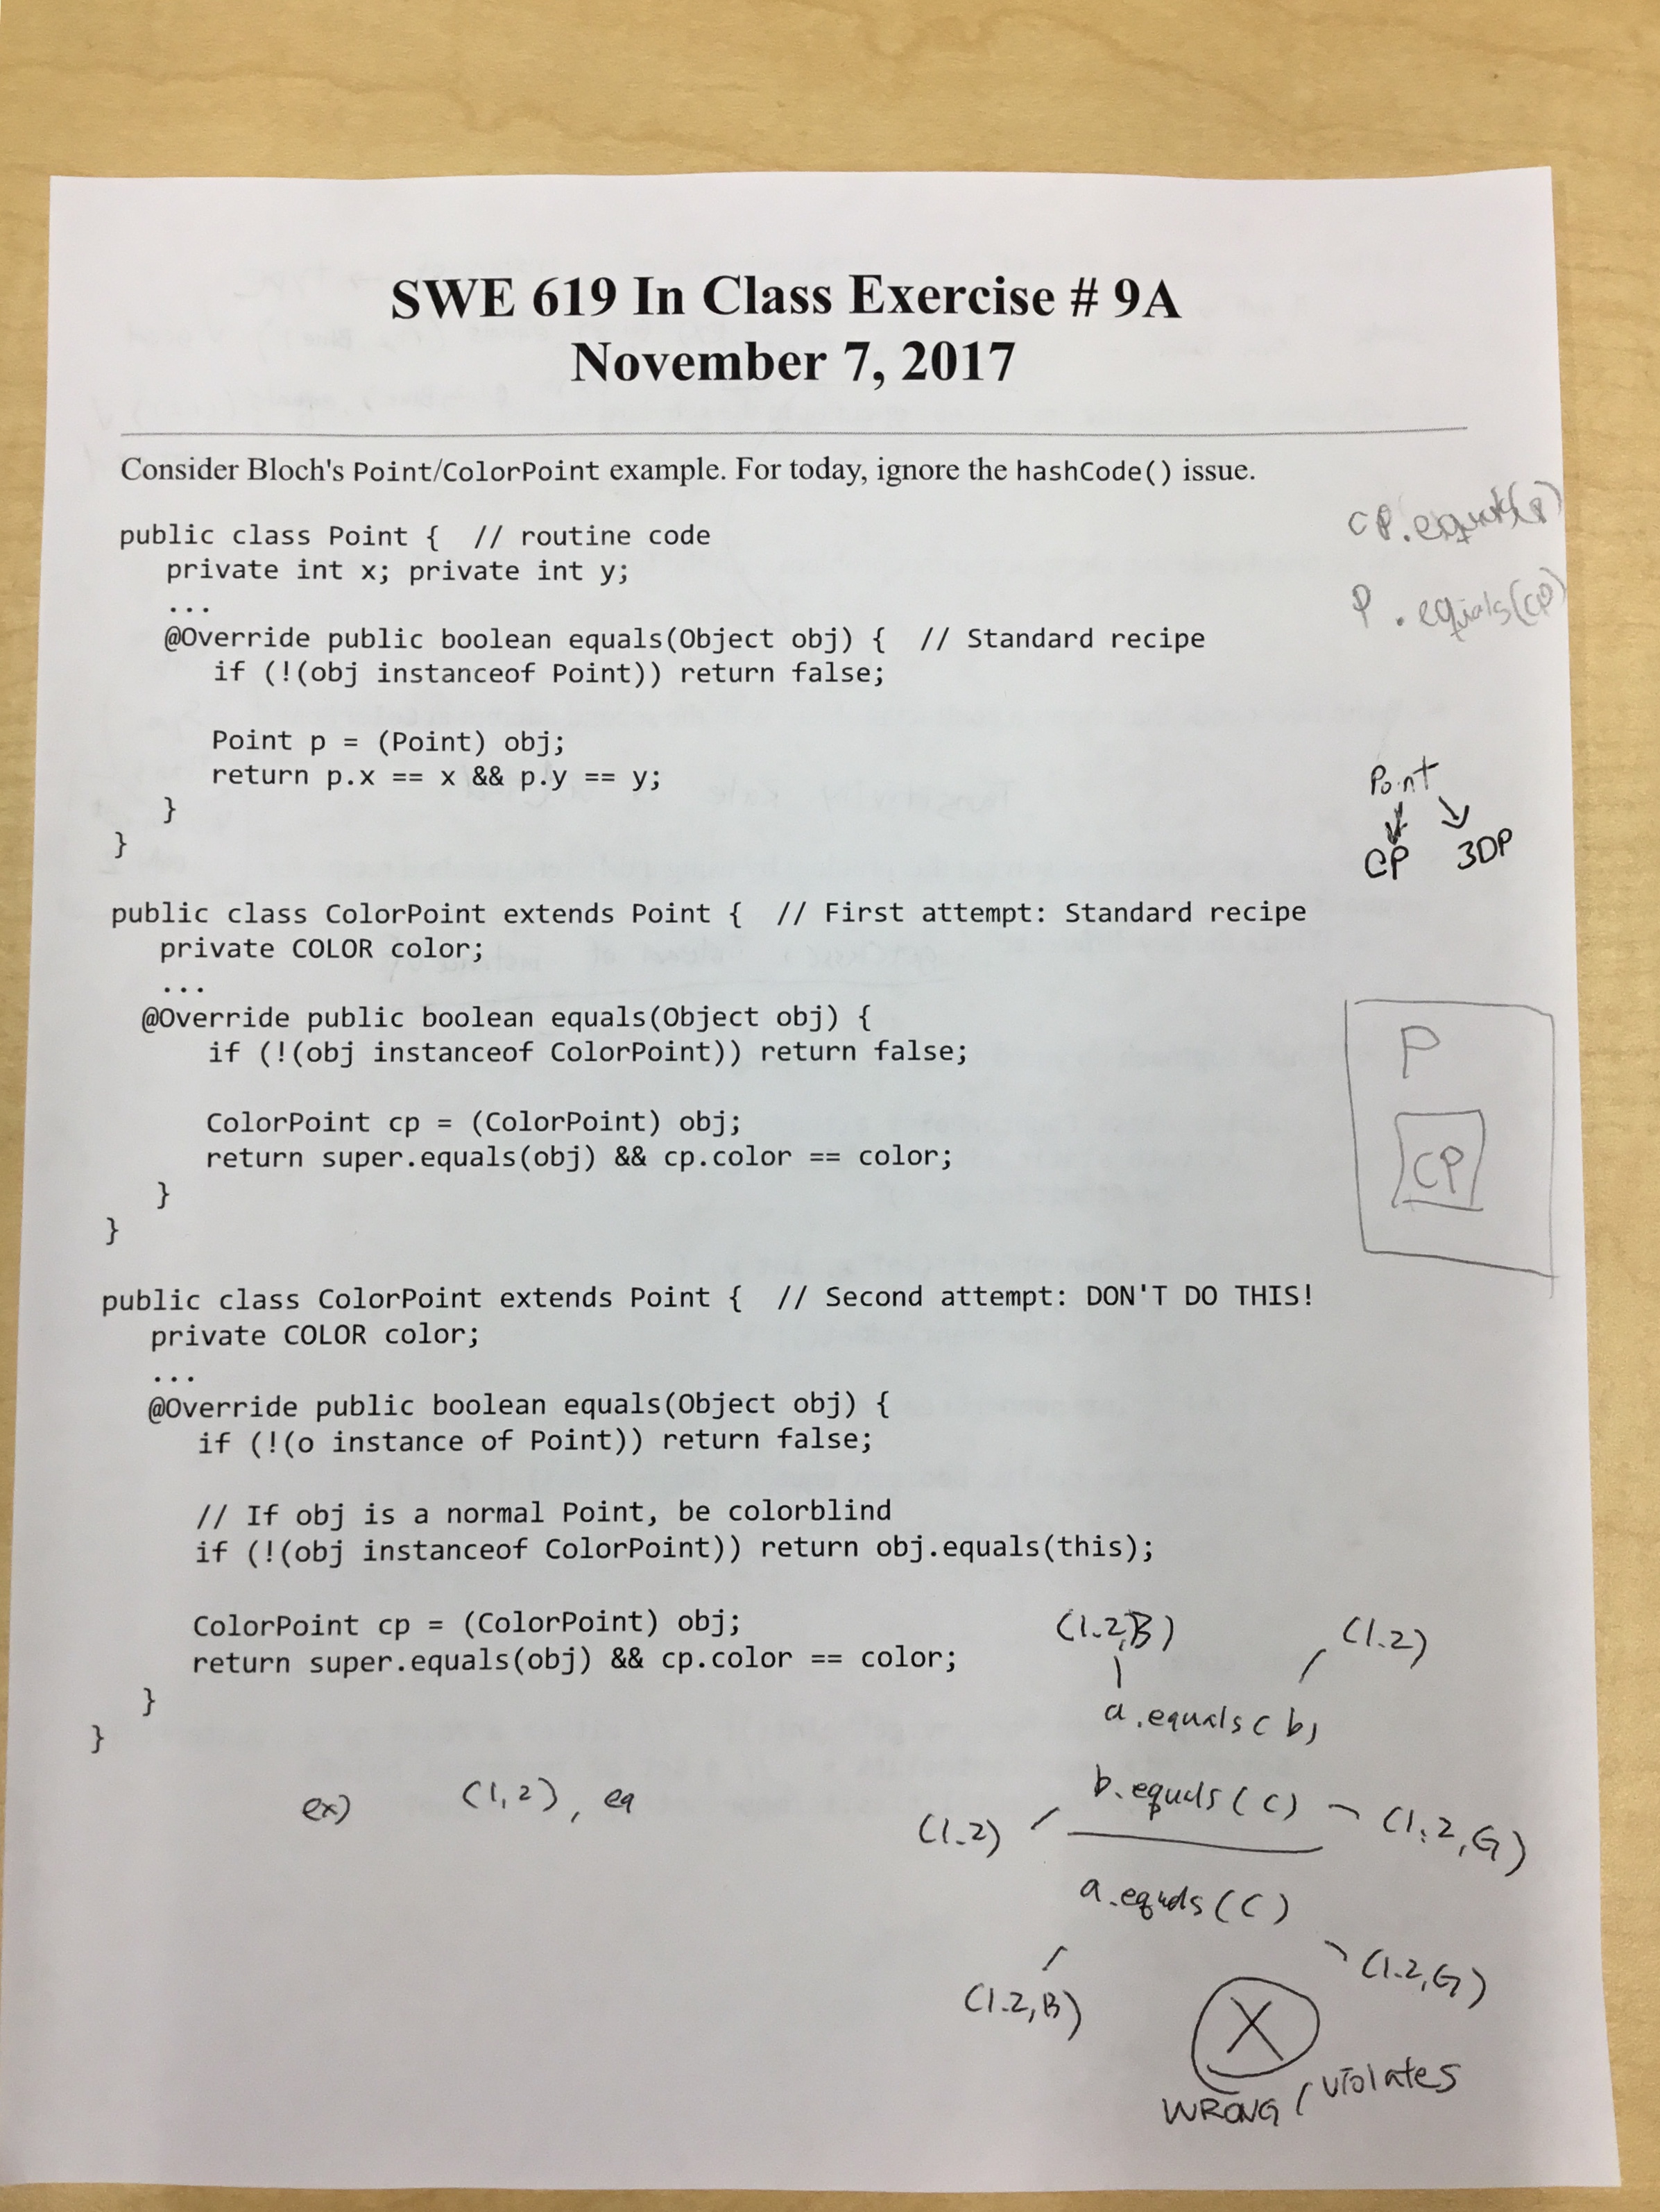 SWE 619 In Class Exercise # 9A
November 7, 2017
Consider Bloch's Point/ColorPoint example. For today, ignore the hashCode() issue.
cp.equals(p)
p.equals(cp)
public class Point {  // routine code
private int x; private int y;
...
@Override public boolean equals(Object obj) {  // Standard recipe
if (!(obj instanceof Point)) return false;
Point p = (Point) obj;
return p.x == x && p.y == y;
}
}
Point
CP 3DP
public class ColorPoint extends Point {  // First attempt: Standard recipe
private COLOR color;
...
@Override public boolean equals(Object obj) {
if (!(obj instanceof ColorPoint)) return false;
ColorPoint cp = (ColorPoint) obj;
return super.equals(obj) && cp.color == color;
}
}
P
CP
public class ColorPoint extends Point {  // Second attempt: DON'T DO THIS!
private COLOR color;
...
@Override public boolean equals(Object obj) {
if (!(o instance of Point)) return false;
// If obj is a normal Point, be colorblind
if (!(obj instanceof ColorPoint)) return obj.equals(this);
ColorPoint cp = (ColorPoint) obj;
return super.equals(obj) && cp.color == color;
}
}
(1.2,B) (1.2)
a.equals(b)
ex) (1,2), eq
b.equals(c)
(1.2) (1.2,G)
a.equals(c)
(1.2,B) (1.2,G)
X
WRONG / violates